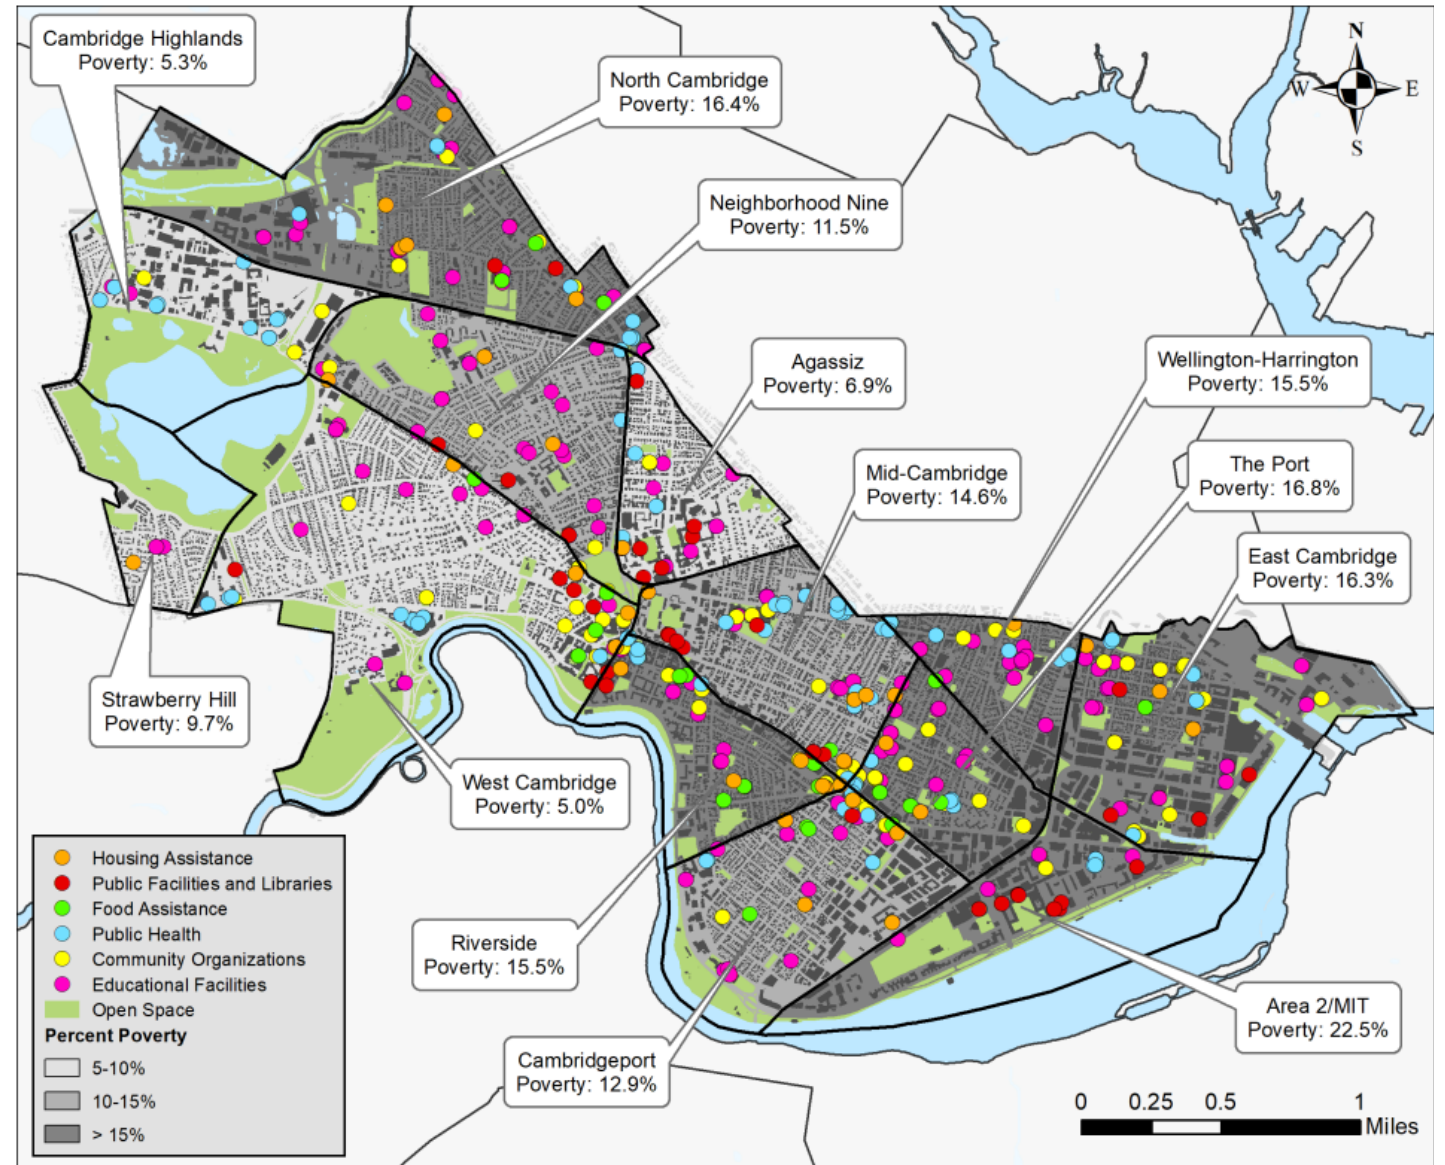 Cambridge Highlands
Poverty: 5.3%
North Cambridge
Poverty: 16.4%
N
W
E
S
Neighborhood Nine
Poverty: 11.5%
Agassiz
Poverty: 6.9%
Wellington-Harrington
Poverty: 15.5%
Mid-Cambridge
Poverty: 14.6%
The Port
Poverty: 16.8%
East Cambridge
Poverty: 16.3%
Strawberry Hill
Poverty: 9.7%
West Cambridge
Poverty: 5.0%
Riverside
Poverty: 15.5%
Area 2/MIT
Poverty: 22.5%
Cambridgeport
Poverty: 12.9%
Housing Assistance
Public Facilities and Libraries
Food Assistance
Public Health
Community Organizations
Educational Facilities
Open Space
Percent Poverty
5-10%
10-15%
> 15%
0 0.25 0.5 1
Miles